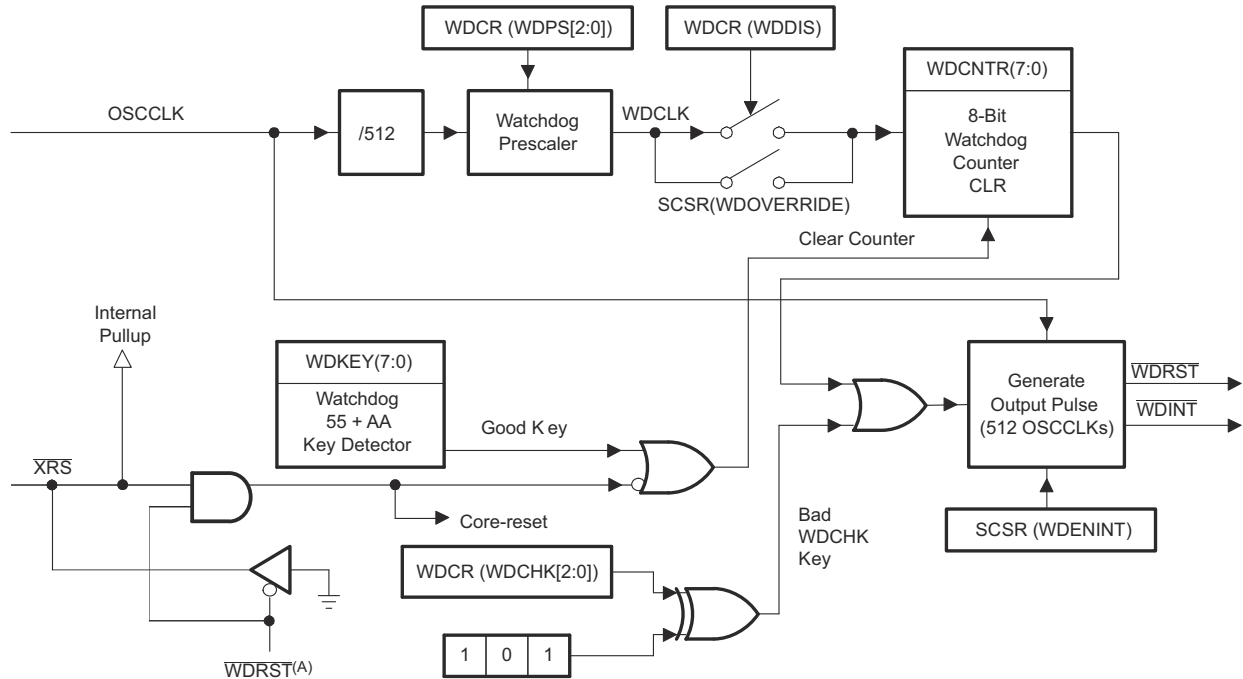 WDCR (WDPS[2:0])
WDCR (WDDIS)
WDCNTR(7:0)
OSCCLK
/512
Watchdog
Prescaler
WDCLK
8-Bit
Watchdog
Counter
CLR
SCSR(WDOVERRIDE)
Clear Counter
Internal
Pullup
WDKEY(7:0)
Watchdog
55 + AA
Key Detector
Good Key
Generate
Output Pulse
(512 OSCCLKs)
WDRST
WDINT
XRS
Core-reset
Bad
WDCHK
Key
SCSR (WDENINT)
WDCR (WDCHK[2:0])
1 0 1
WDRST(A)